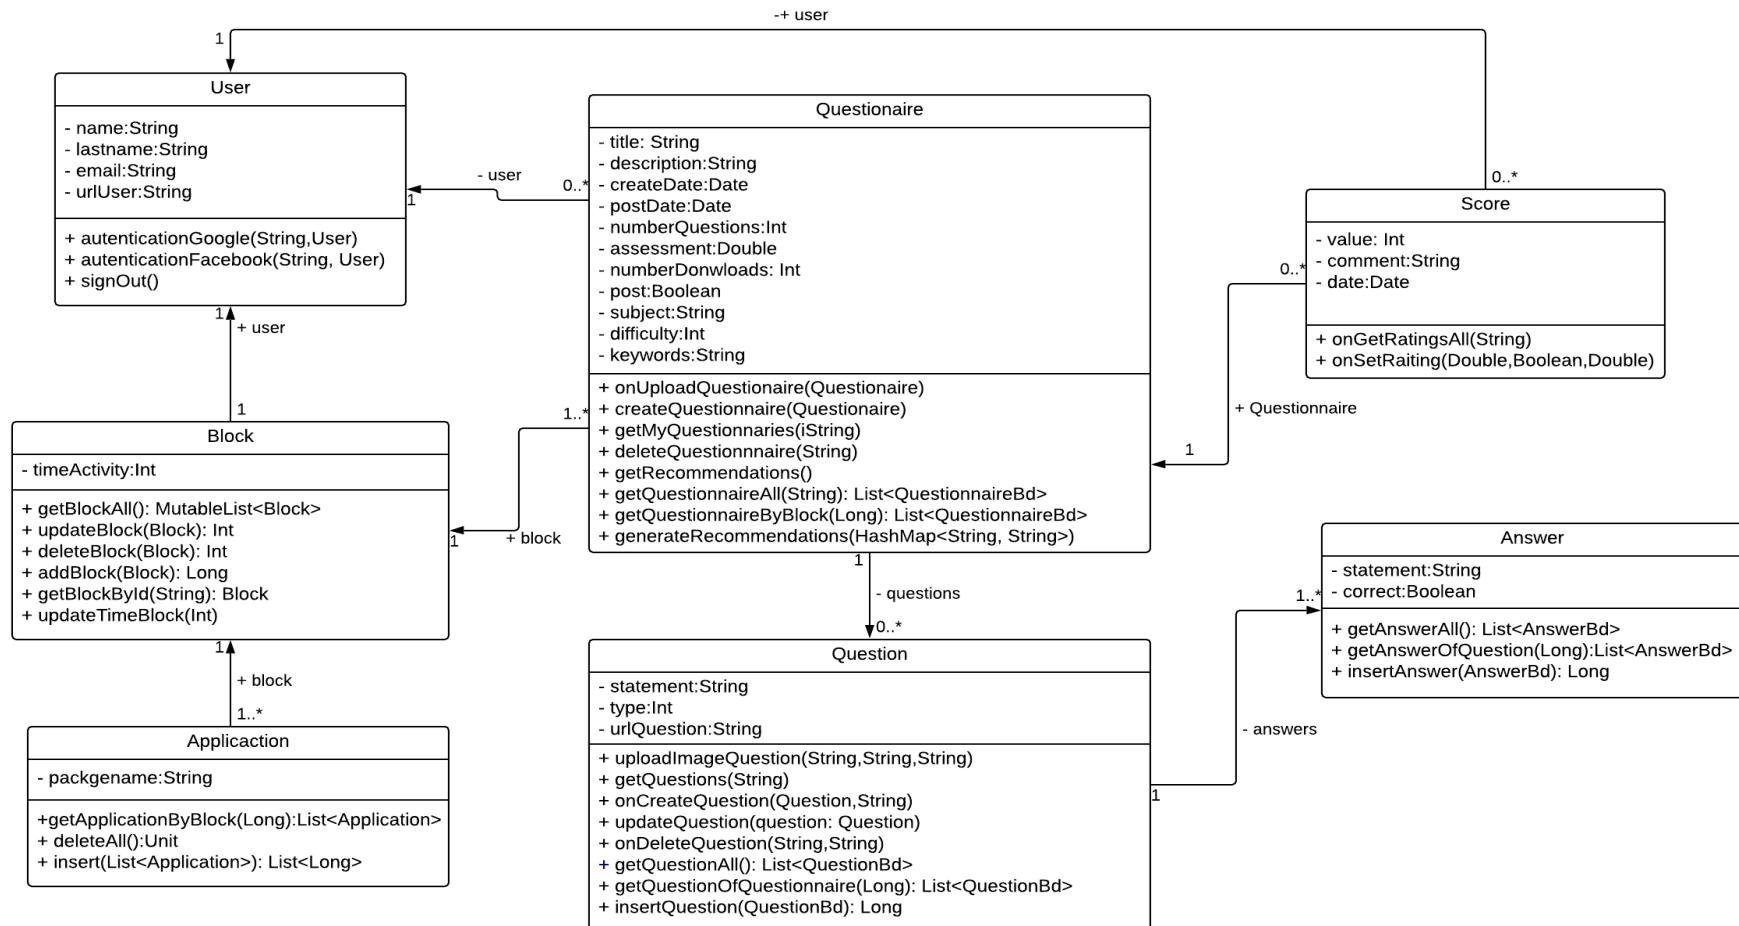 -+ user
1
User
- name:String
- lastname:String
- email:String
- urlUser:String
+ autenticationGoogle(String,User)
+ autenticationFacebook(String, User)
+ signOut()
- user
1
0..*
Questionaire
- title: String
- description:String
- createDate:Date
- postDate:Date
- numberQuestions:Int
- assessment:Double
- numberDonwloads: Int
- post:Boolean
- subject:String
- difficulty:Int
- keywords:String
+ onUploadQuestionaire(Questionaire)
+ createQuestionnaire(Questionaire)
+ getMyQuestionnaries(iString)
+ deleteQuestionnnaire(String)
+ getRecommendations()
+ getQuestionnaireAll(String): List<QuestionnaireBd>
+ getQuestionnaireByBlock(Long): List<QuestionnaireBd>
+ generateRecommendations(HashMap<String, String>)
0..*
Score
- value: Int
- comment:String
- date:Date
+ onGetRatingsAll(String)
+ onSetRaiting(Double,Boolean,Double)
0..*
+ Questionnaire
1
1
+ user
1
Block
- timeActivity:Int
+ getBlockAll(): MutableList<Block>
+ updateBlock(Block): Int
+ deleteBlock(Block): Int
+ addBlock(Block): Long
+ getBlockById(String): Block
+ updateTimeBlock(Int)
1..*
1
+ block
1
+ block
1..*
Applicaction
- packgename:String
+getApplicationByBlock(Long):List<Application>
+ deleteAll():Unit
+ insert(List<Application>): List<Long>
1
- questions
0..*
Question
- statement:String
- type:Int
- urlQuestion:String
+ uploadImageQuestion(String,String,String)
+ getQuestions(String)
+ onCreateQuestion(Question,String)
+ updateQuestion(question: Question)
+ onDeleteQuestion(String,String)
+ getQuestionAll(): List<QuestionBd>
+ getQuestionOfQuestionnaire(Long): List<QuestionBd>
+ insertQuestion(QuestionBd): Long
1
- answers
1..*
Answer
- statement:String
- correct:Boolean
+ getAnswerAll(): List<AnswerBd>
+ getAnswerOfQuestion(Long):List<AnswerBd>
+ insertAnswer(AnswerBd): Long